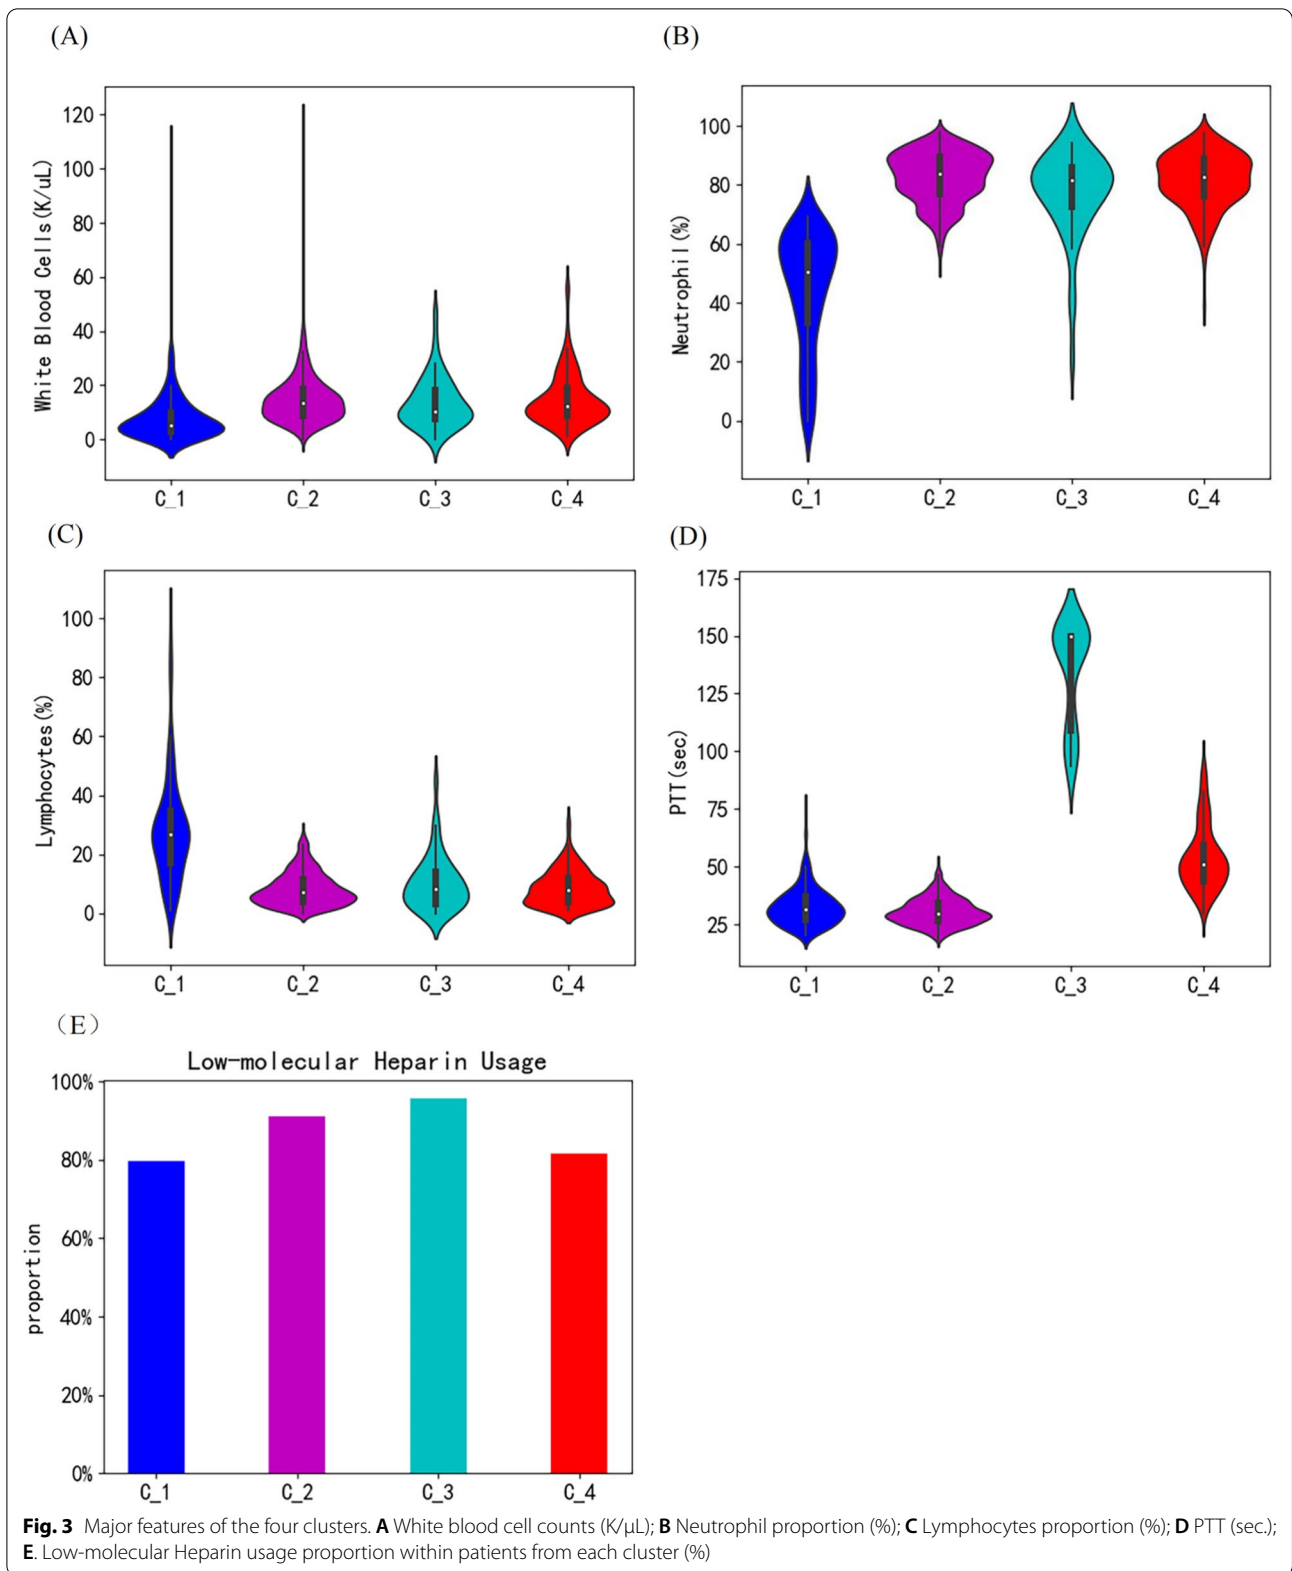 (A)
White Blood Cells(K/uL)
120
100
80
60
40
20
0
C_1 C_2 C_3 C_4
(B)
Neutrophil(%)
100
80
60
40
20
0
C_1 C_2 C_3 C_4
(C)
Lymphocytes(%)
100
80
60
40
20
0
C_1 C_2 C_3 C_4
(D)
PTT(sec)
175
150
125
100
75
50
25
C_1 C_2 C_3 C_4
(E)
Low-molecular Heparin Usage
proportion
100%
80%
60%
40%
20%
0%
C_1 C_2 C_3 C_4
Fig. 3 Major features of the four clusters. A White blood cell counts (K/μL); B Neutrophil proportion (%); C Lymphocytes proportion (%); D PTT (sec.);
E. Low-molecular Heparin usage proportion within patients from each cluster (%)